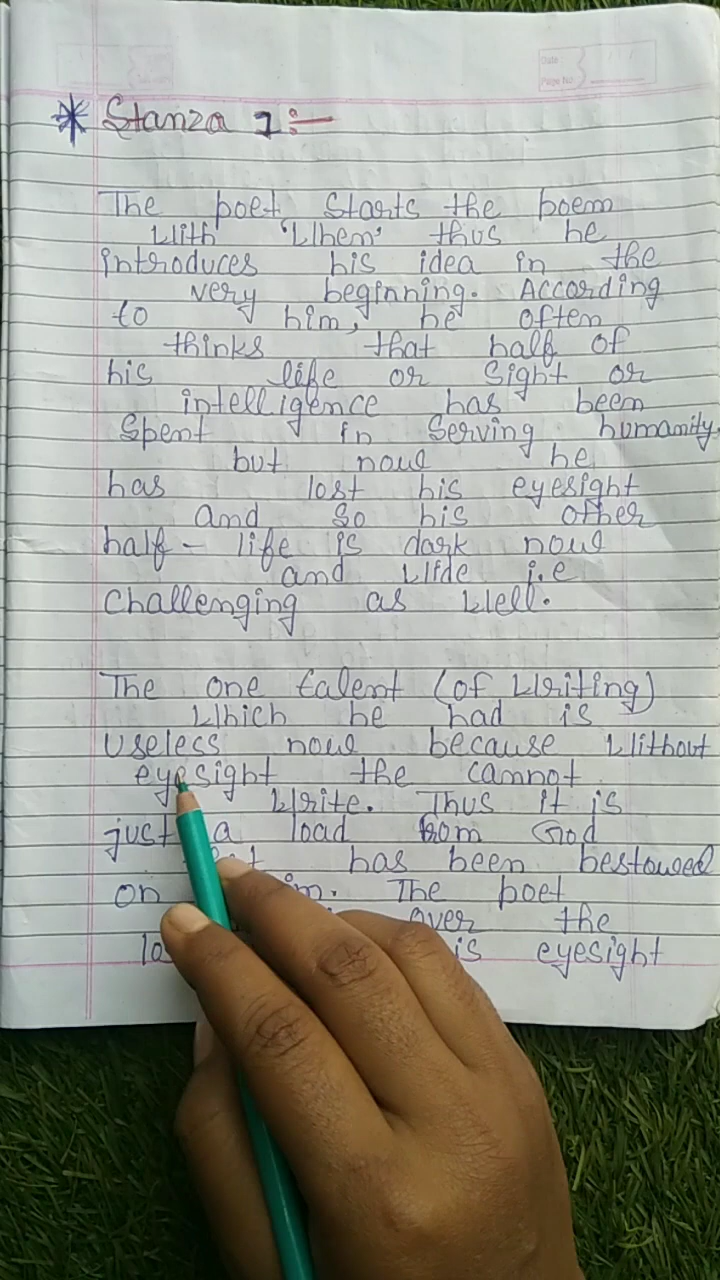 Date:
Page No.
* Stanza 1 :-
The poet starts the poem
with 'When' thus he
introduces his idea in the
very beginning. According
to him, he often
thinks that half of
his life or sight or
intelligence has been
spent in serving humanity
but now he
has lost his eyesight
and so his other
half - life is dark now
and wide i.e
challenging as well.
The one talent (of writing)
which he had is
useless now because without
eyesight the cannot
write. Thus it is
just a load from God
has been bestowed
on The poet
over the
eyesight